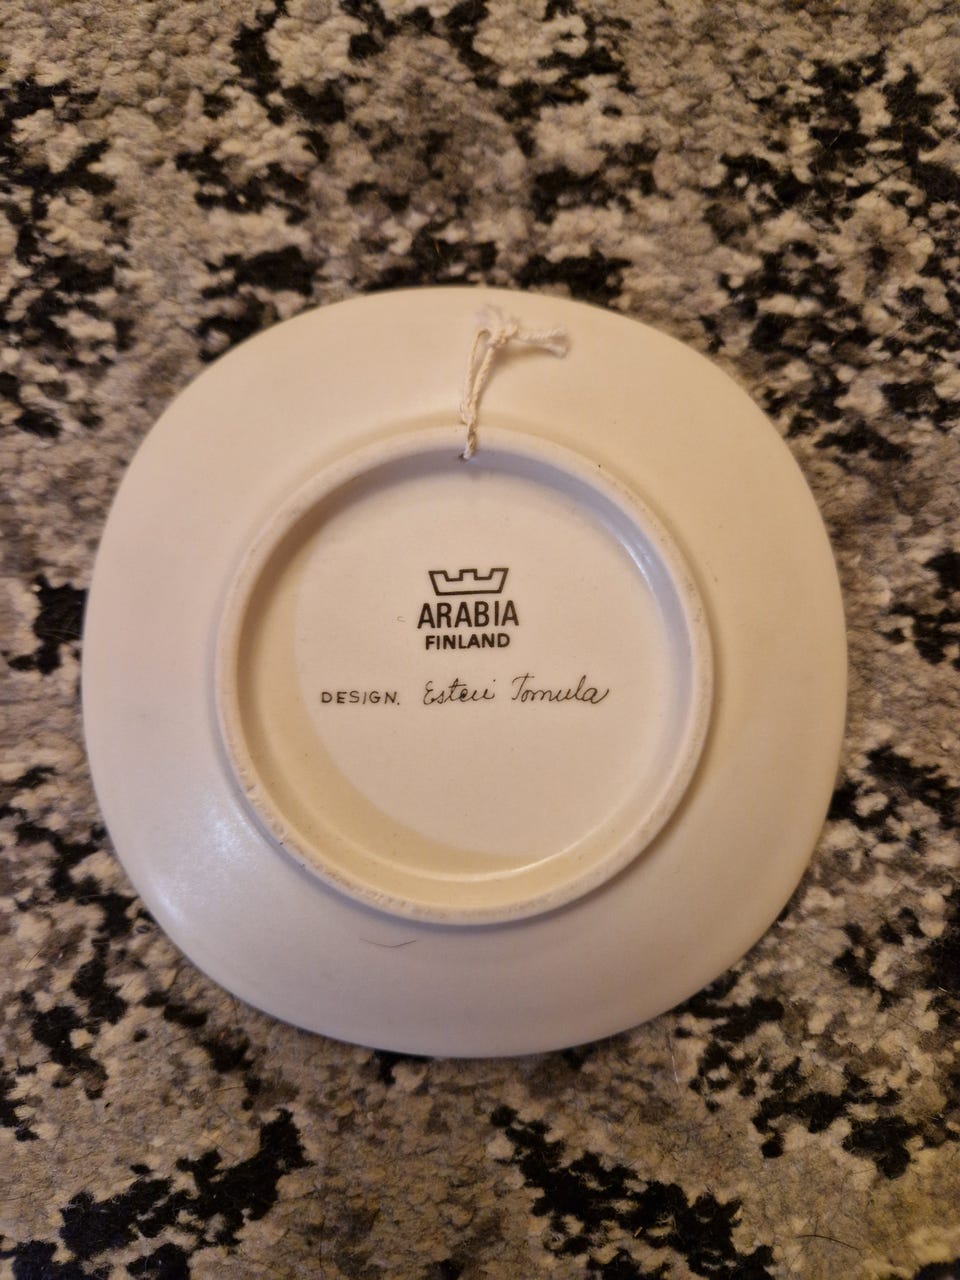 ARABIA
FINLAND
DESIGN. Esteri Tomula